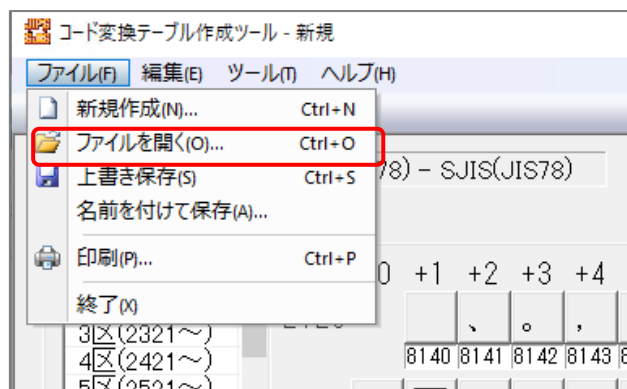 コード変換テーブル作成ツール - 新規
ファイル(F) 編集(E) ツール(T) ヘルプ(H)
新規作成(N)... Ctrl+N
ファイルを開く(O)... Ctrl+O
上書き保存(S) Ctrl+S
名前を付けて保存(A)...
印刷(P)... Ctrl+P
終了(X)
78) - SJIS(JIS78)
0 +1 +2 +3 +4
、 。 ,
8140 8141 8142 8143
3区(2321~)
4区(2421~)
5区(2521~)